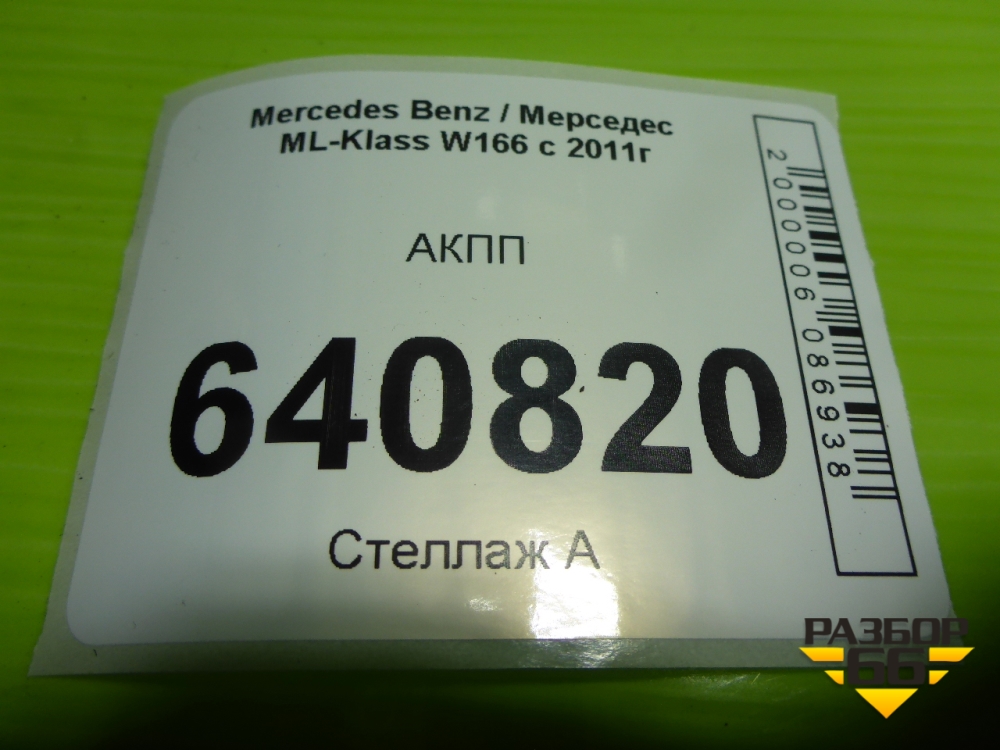 Mercedes Benz / Мерседес
ML-Klass W166 с 2011г
АКПП
640820
Стеллаж А
2000006086938
РАЗБОР
66